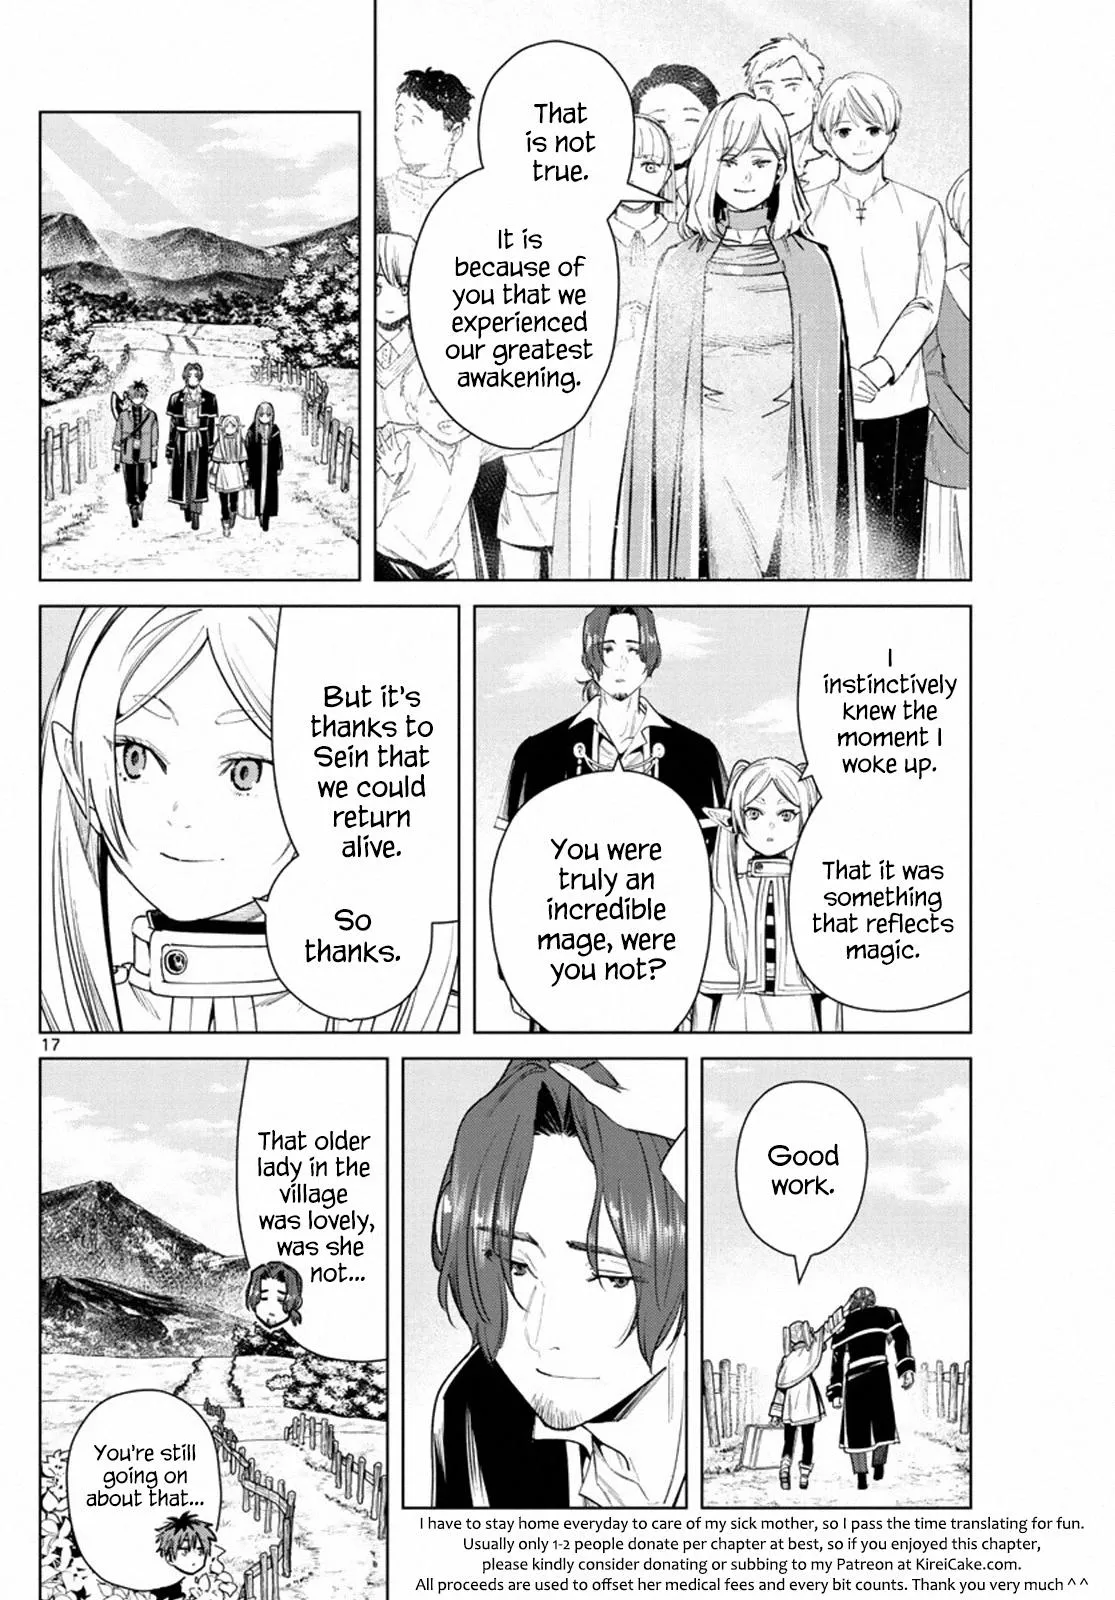 That
is not
true.
It is
because of
you that we
experienced
our greatest
awakening.
I
instinctively
knew the
moment I
woke up.
That it was
something
that reflects
magic.
You were
truly an
incredible
mage, were
you not?
But it's
thanks to
Sein that
we could
return
alive.
So
thanks.
17
Good
work.
That older
lady in the
village
was lovely,
was she
not...
You're still
going on
about that...
I have to stay home everyday to care of my sick mother, so I pass the time translating for fun.
Usually only 1-2 people donate per chapter at best, so if you enjoyed this chapter,
please kindly consider donating or subbing to my Patreon at KireiCake.com.
All proceeds are used to offset her medical fees and every bit counts. Thank you very much ^ ^